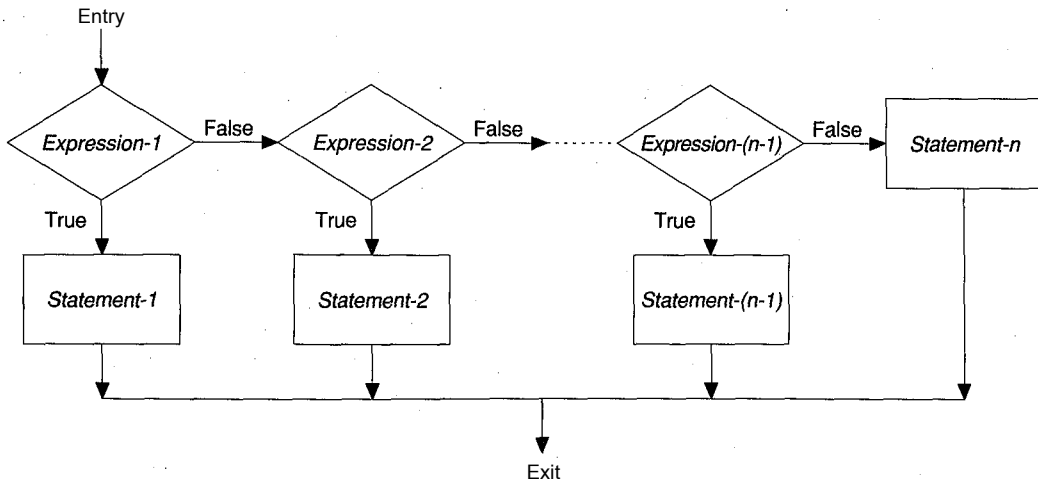 Entry
Expression-1
False
Expression-2
False
Expression-(n-1)
False
Statement-n
True
True
True
Statement-1
Statement-2
Statement-(n-1)
Exit